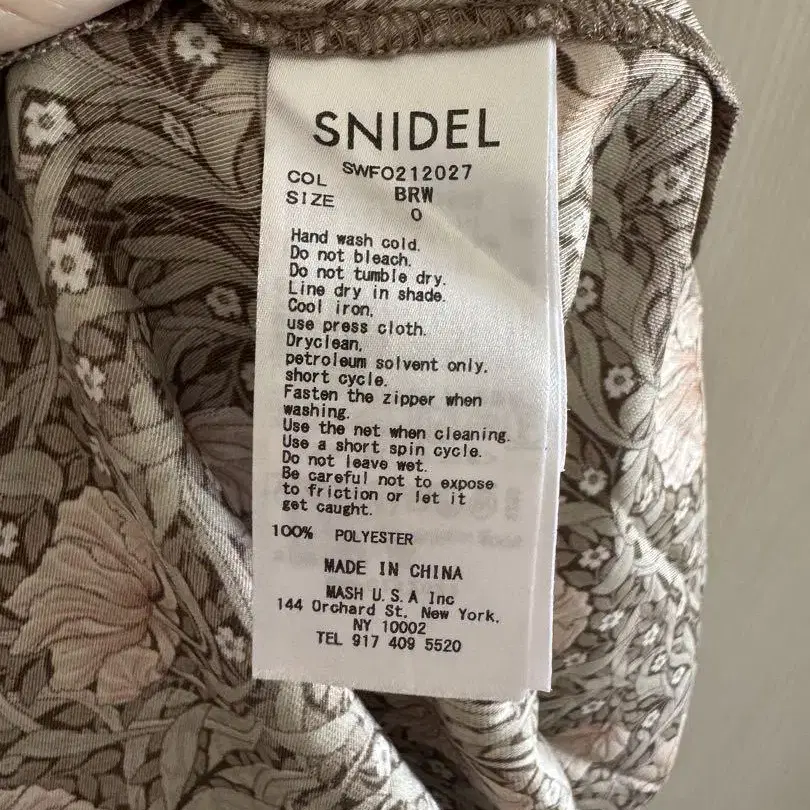 SNIDEL
SWFO212027
COL BRW
SIZE 0
Hand wash cold.
Do not bleach.
Do not tumble dry.
Line dry in shade.
Cool iron,
use press cloth.
Dryclean,
petroleum solvent only.
short cycle.
Fasten the zipper when
washing.
Use the net when cleaning.
Use a short spin cycle.
Do not leave wet.
Be careful not to expose
to friction or let it
get caught.
100% POLYESTER
MADE IN CHINA
MASH U.S.A Inc
144 Orchard St, New York,
NY 10002
TEL 917 409 5520